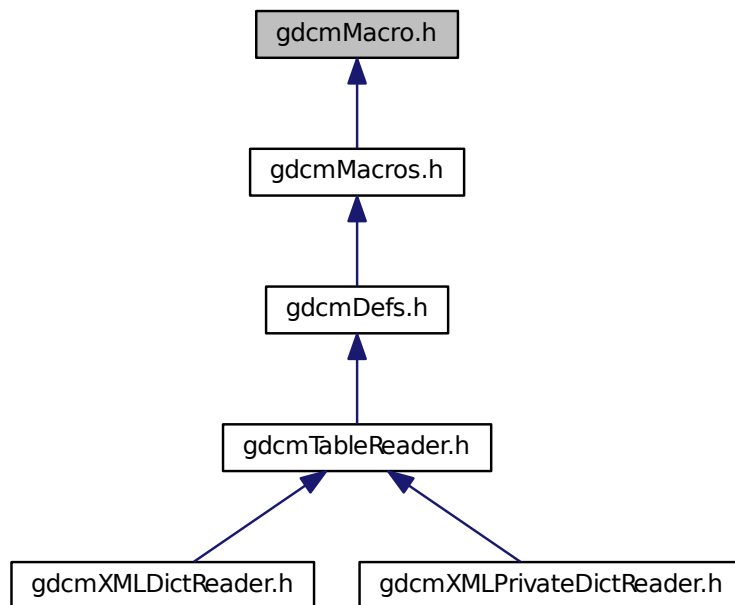 gdcmMacro.h
gdcmMacros.h
gdcmDefs.h
gdcmTableReader.h
gdcmXMLDictReader.h
gdcmXMLPrivateDictReader.h